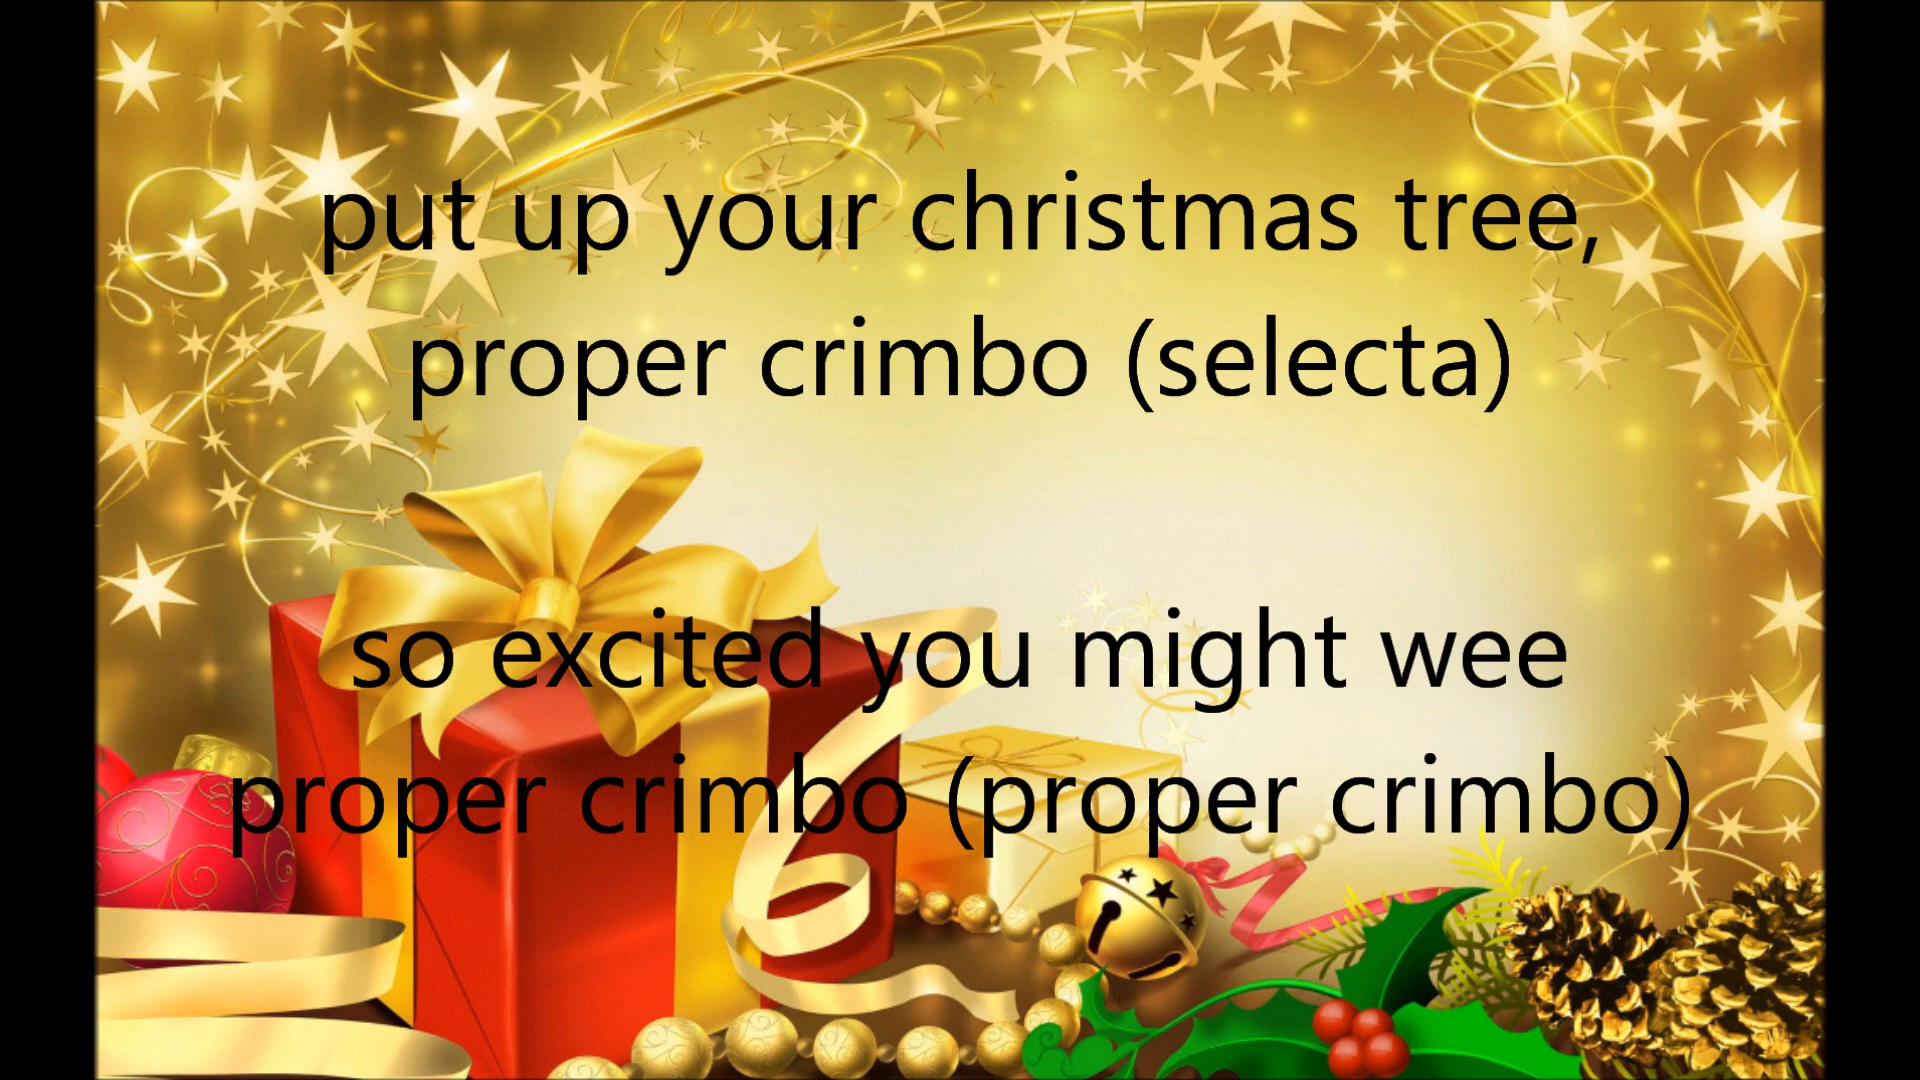 put up your christmas tree,
proper crimbo (selecta)
so excited you might wee
proper crimbo (proper crimbo)